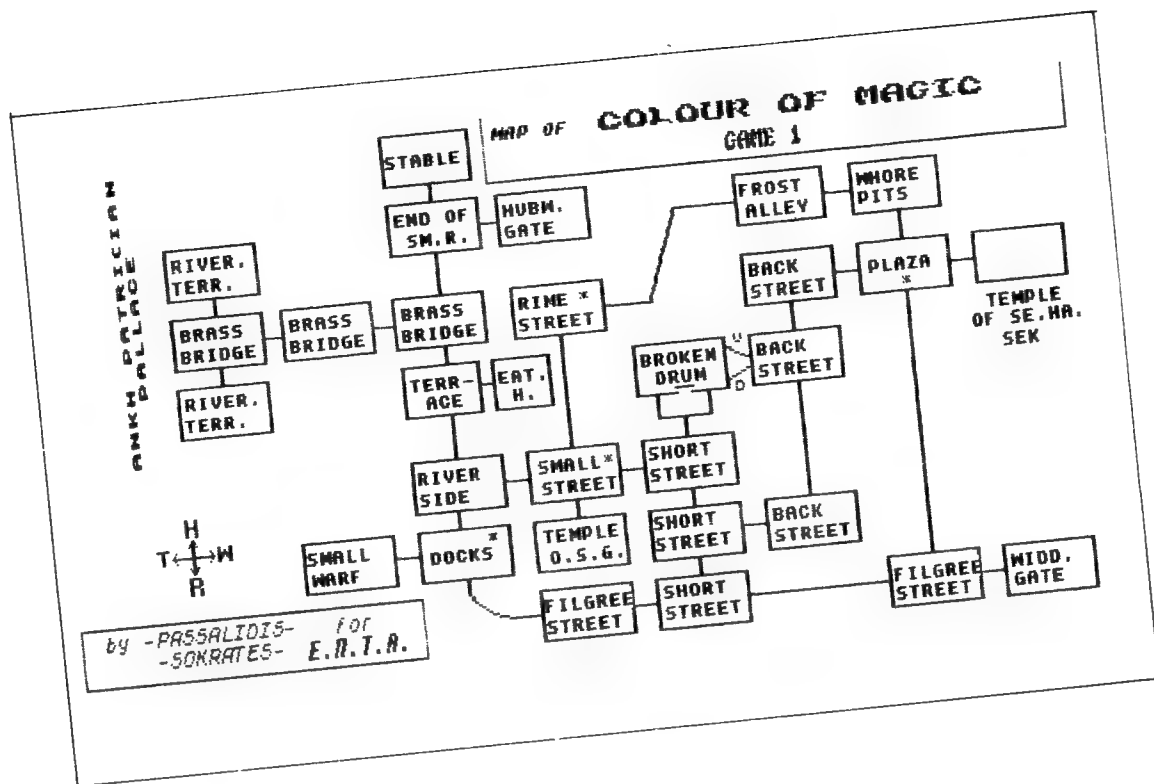 MAP OF COLOUR OF MAGIC
GAME 1
STABLE
END OF
SM.R.
HUBW.
GATE
FROST
ALLEY
WHORE
PITS
ANKH PATRICIAN
PALLACE
RIVER.
TERR.
BRASS
BRIDGE
BRASS
BRIDGE
BRASS
BRIDGE
RIME *
STREET
BACK
STREET
PLAZA
*
TEMPLE
OF SE.HA.
SEK
RIVER.
TERR.
TERR-
ACE
EAT.
H.
BROKEN
DRUM
U
D
BACK
STREET
RIVER
SIDE
SMALL*
STREET
SHORT
STREET
H
T W
R
SMALL
WARF
DOCKS *
TEMPLE
O.S.G.
SHORT
STREET
BACK
STREET
FILGREE
STREET
SHORT
STREET
FILGREE
STREET
WIDD.
GATE
by -PASSALIDIS- for
-SOKRATES- E.N.T.A.